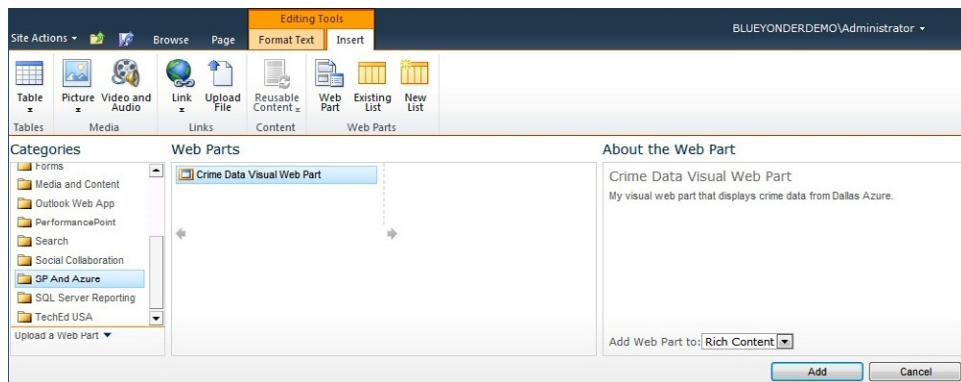 Editing Tools
Site Actions Browse Page Format Text Insert BLUEYONDERDEMO\Administrator
Table Picture Video and Audio Link Upload File Reusable Content Web Part Existing List New List
Tables Media Links Content Web Parts
Categories
Forms
Media and Content
Outlook Web App
PerformancePoint
Search
Social Collaboration
SP And Azure
SQL Server Reporting
TechEd USA
Upload a Web Part
Web Parts
Crime Data Visual Web Part
About the Web Part
Crime Data Visual Web Part
My visual web part that displays crime data from Dallas Azure.
Add Web Part to: Rich Content
Add Cancel